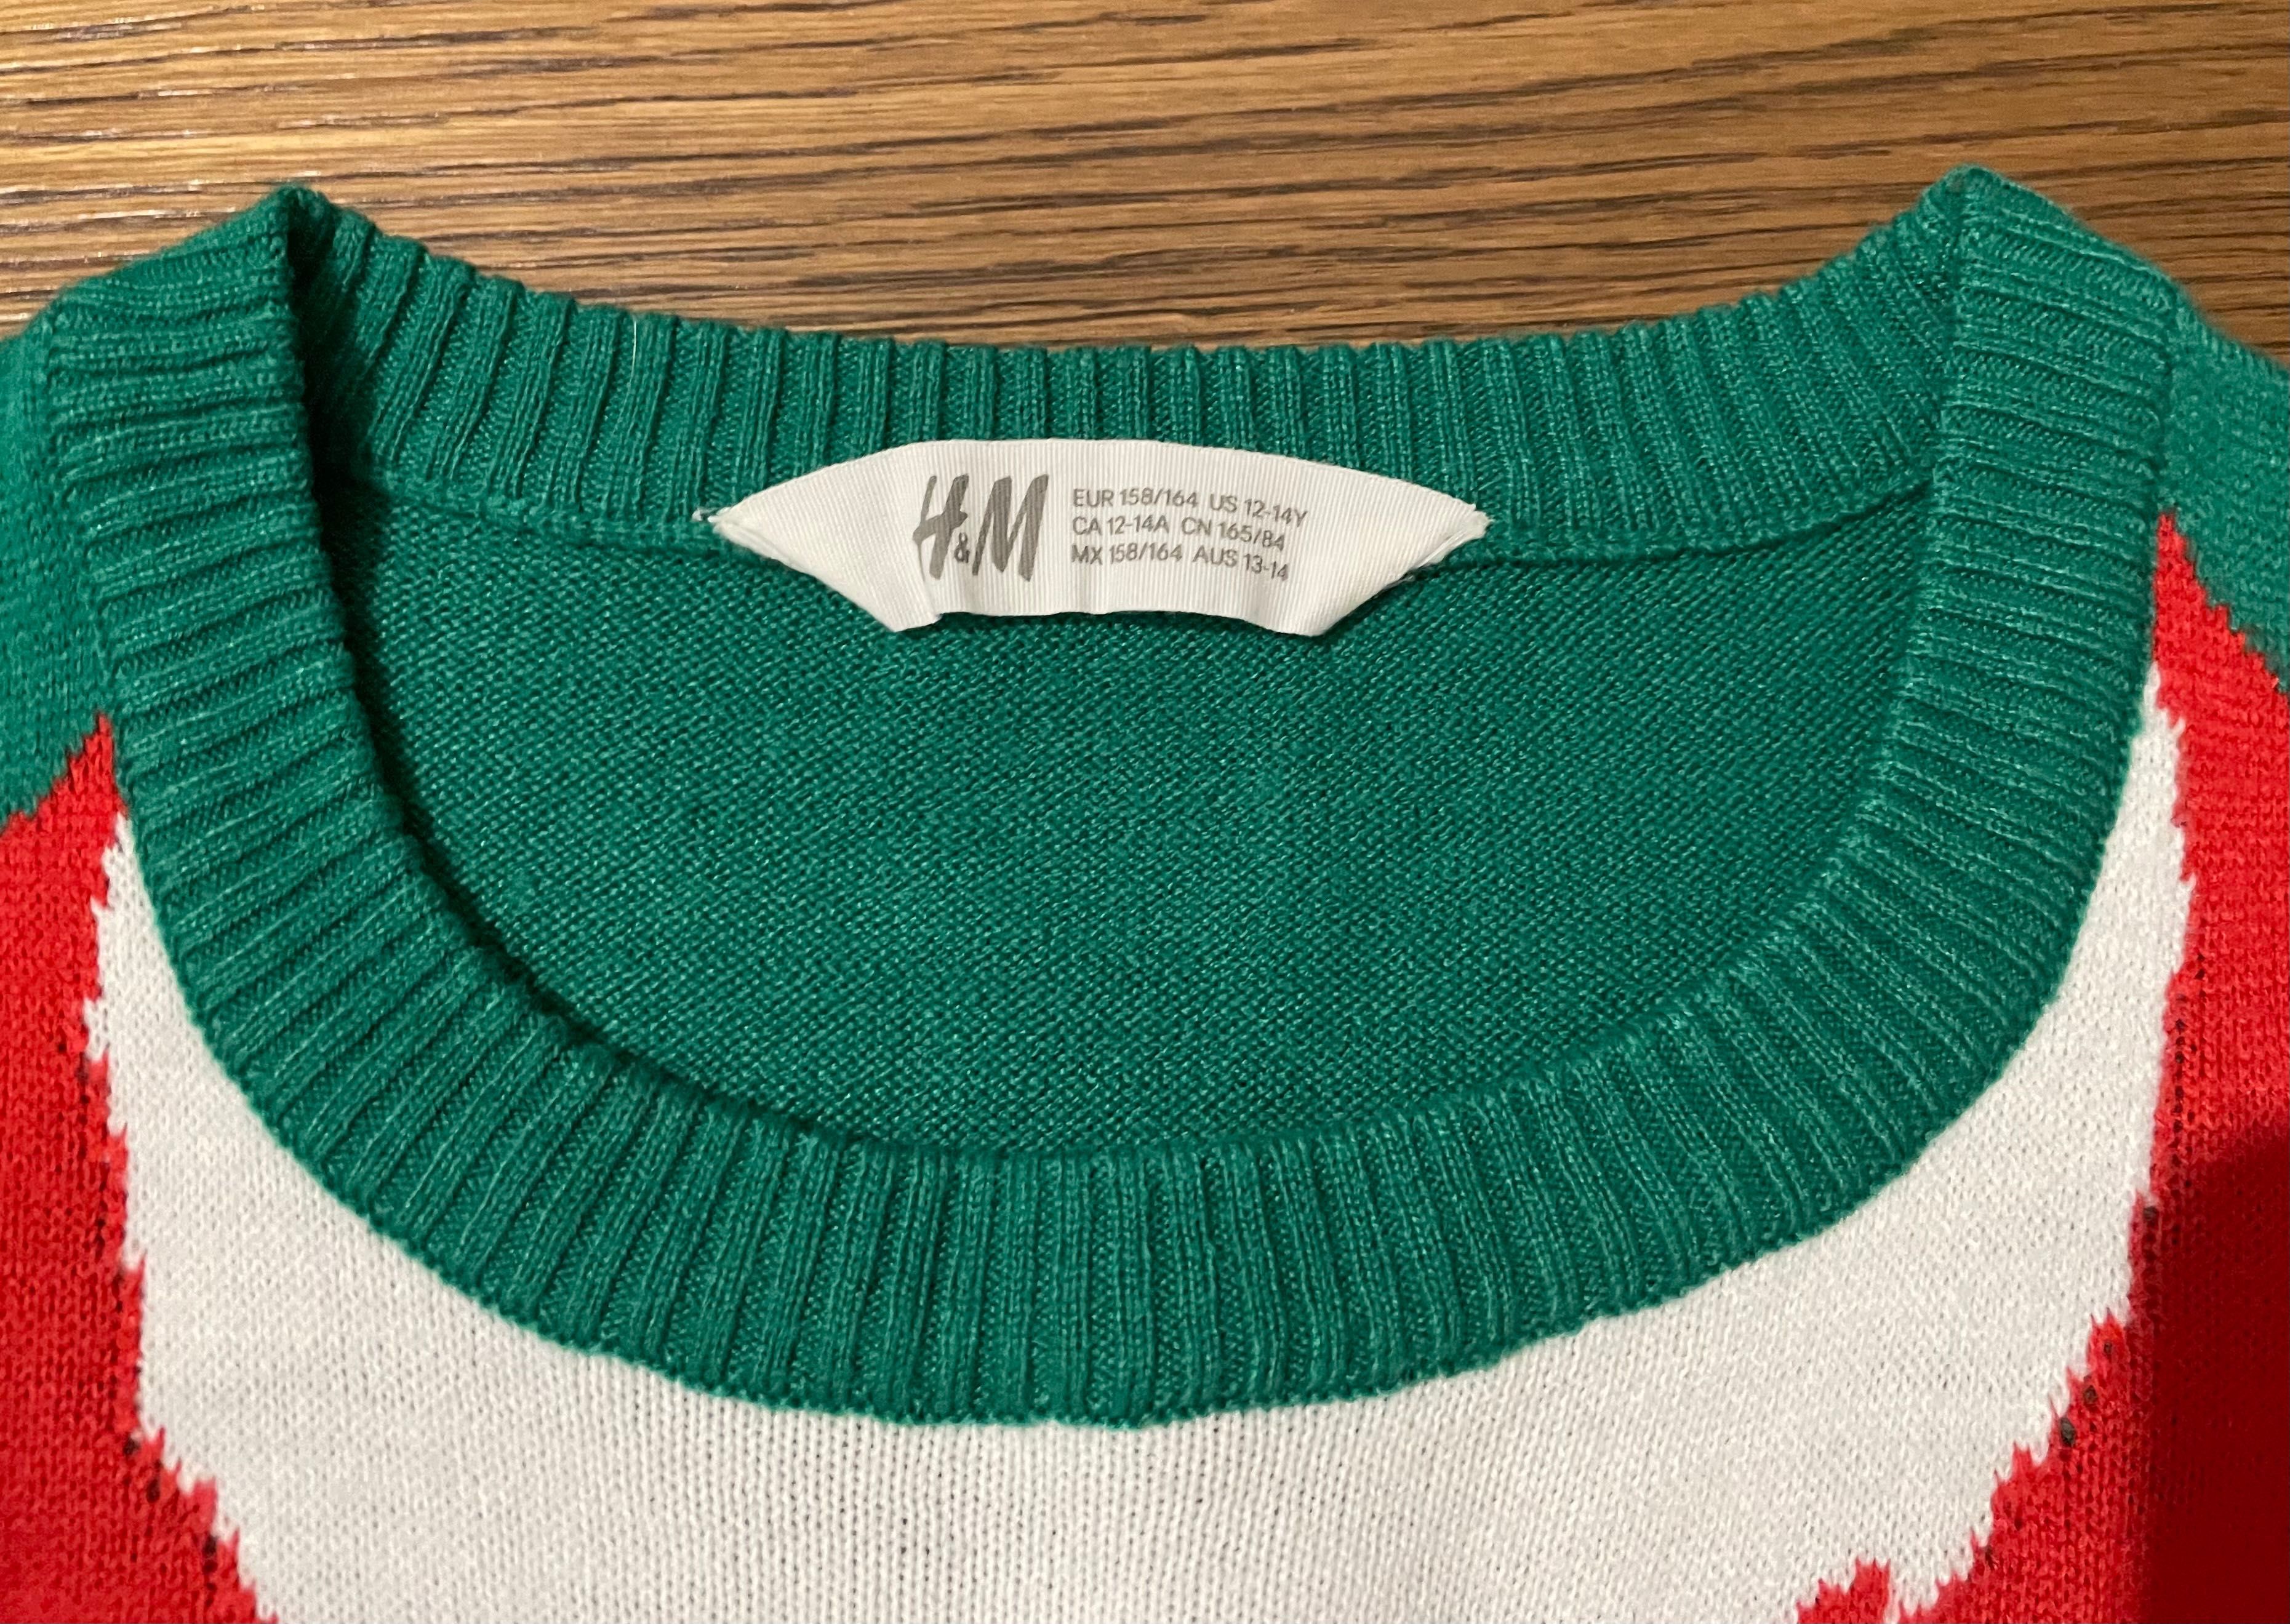 H&M
EUR 158/164 US 12-14Y
CA 12-14A CN 165/84
MX 158/164 AUS 13-14